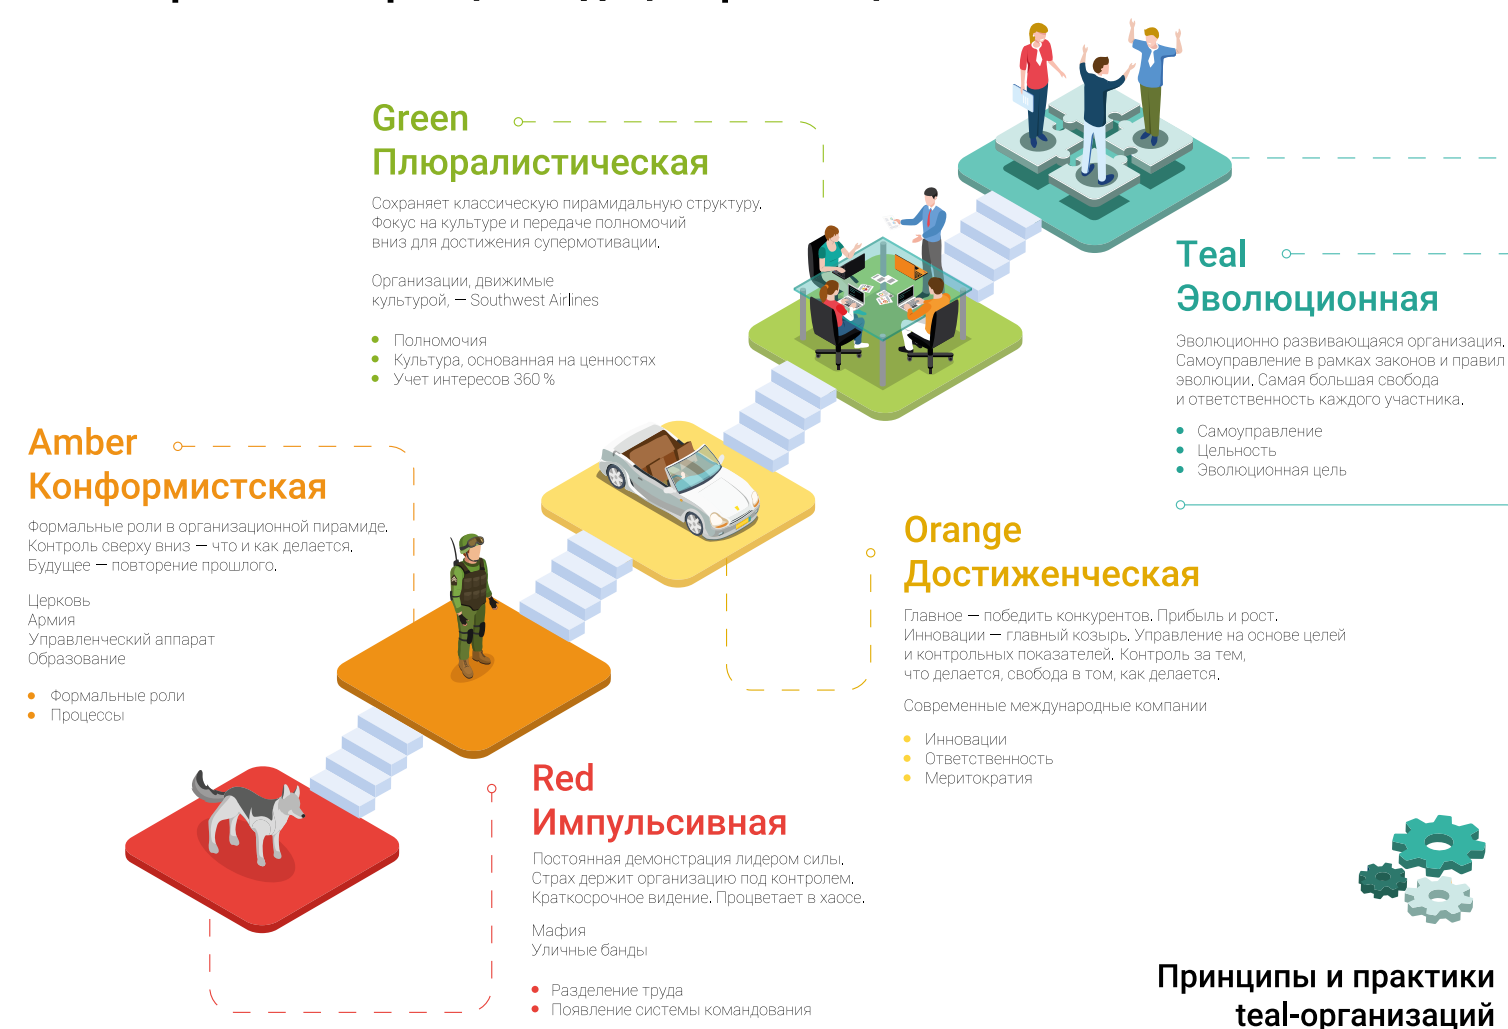 Green
Плюралистическая
Сохраняет классическую пирамидальную структуру.
Фокус на культуре и передаче полномочий
вниз для достижения супермотивации.
Организации, движимые
культурой, — Southwest Airlines
Полномочия
Культура, основанная на ценностях
Учет интересов 360 %
Teal
Эволюционная
Эволюционно развивающаяся организация.
Самоуправление в рамках законов и правил
эволюции. Самая большая свобода
и ответственность каждого участника.
Самоуправление
Цельность
Эволюционная цель
Amber
Конформистская
Формальные роли в организационной пирамиде.
Контроль сверху вниз — что и как делается.
Будущее — повторение прошлого.
Церковь
Армия
Управленческий аппарат
Образование
Формальные роли
Процессы
Orange
Достиженческая
Главное — победить конкурентов. Прибыль и рост.
Инновации — главный козырь. Управление на основе целей
и контрольных показателей. Контроль за тем,
что делается, свобода в том, как делается.
Современные международные компании
Инновации
Ответственность
Меритократия
Red
Импульсивная
Постоянная демонстрация лидером силы.
Страх держит организацию под контролем.
Краткосрочное видение. Процветает в хаосе.
Мафия
Уличные банды
Разделение труда
Появление системы командования
Принципы и практики
teal-организаций